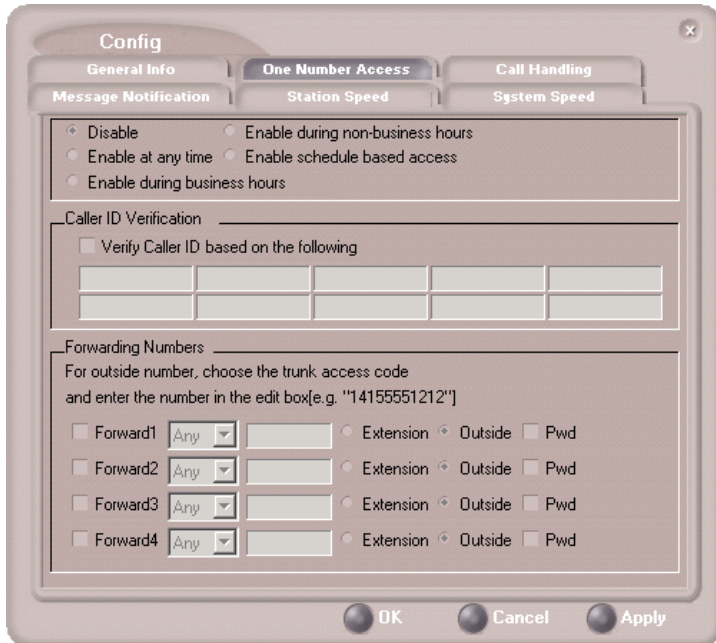 Config
General Info One Number Access Call Handling
Message Notification Station Speed System Speed
Disable Enable during non-business hours
Enable at any time Enable schedule based access
Enable during business hours
Caller ID Verification
Verify Caller ID based on the following
Forwarding Numbers
For outside number, choose the trunk access code
and enter the number in the edit box[e.g. "14155551212"]
Forward1 Any Extension Outside Pwd
Forward2 Any Extension Outside Pwd
Forward3 Any Extension Outside Pwd
Forward4 Any Extension Outside Pwd
OK Cancel Apply